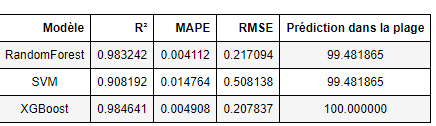 Modèle R² MAPE RMSE Prédiction dans la plage
RandomForest 0.983242 0.004112 0.217094 99.481865
SVM 0.908192 0.014764 0.508138 99.481865
XGBoost 0.984641 0.004908 0.207837 100.000000